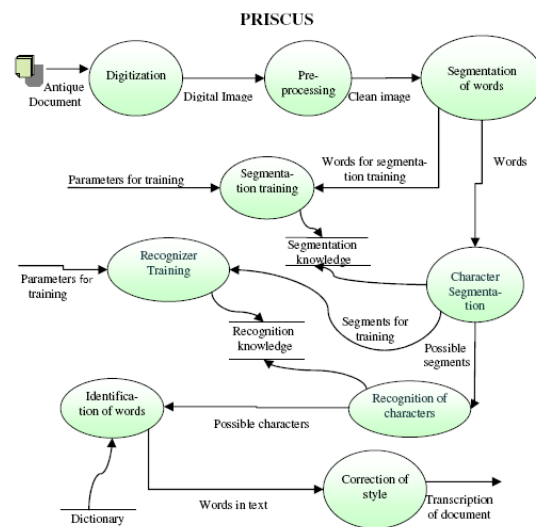 PRISCUS
Antique
Document
Digitization
Digital Image
Pre-
processing
Clean image
Segmentation
of words
Words
Words for segmenta-
tion training
Parameters for training
Segmenta-
tion training
Segmentation
knowledge
Recognizer
Training
Parameters for
training
Character
Segmenta-
tion
Segments for
training
Recognition
knowledge
Possible
segments
Identification
of words
Possible characters
Recognition of
characters
Dictionary
Words in text
Correction of
style
Transcription
of document